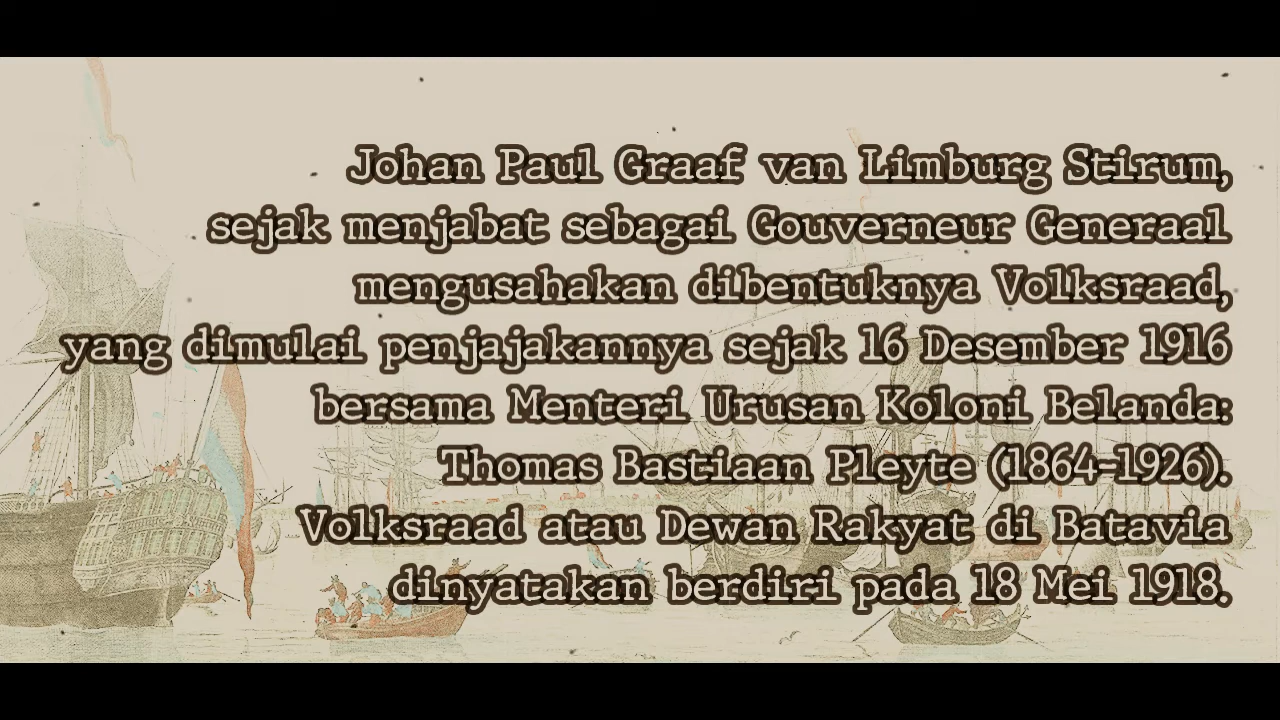 Johan Paul Graaf van Limburg Stirum,
sejak menjabat sebagai Gouverneur Generaal
mengusahakan dibentuknya Volksraad,
yang dimulai penjajakannya sejak 16 Desember 1916
bersama Menteri Urusan Koloni Belanda:
Thomas Bastiaan Pleyte (1864-1926).
Volksraad atau Dewan Rakyat di Batavia
dinyatakan berdiri pada 18 Mei 1918.